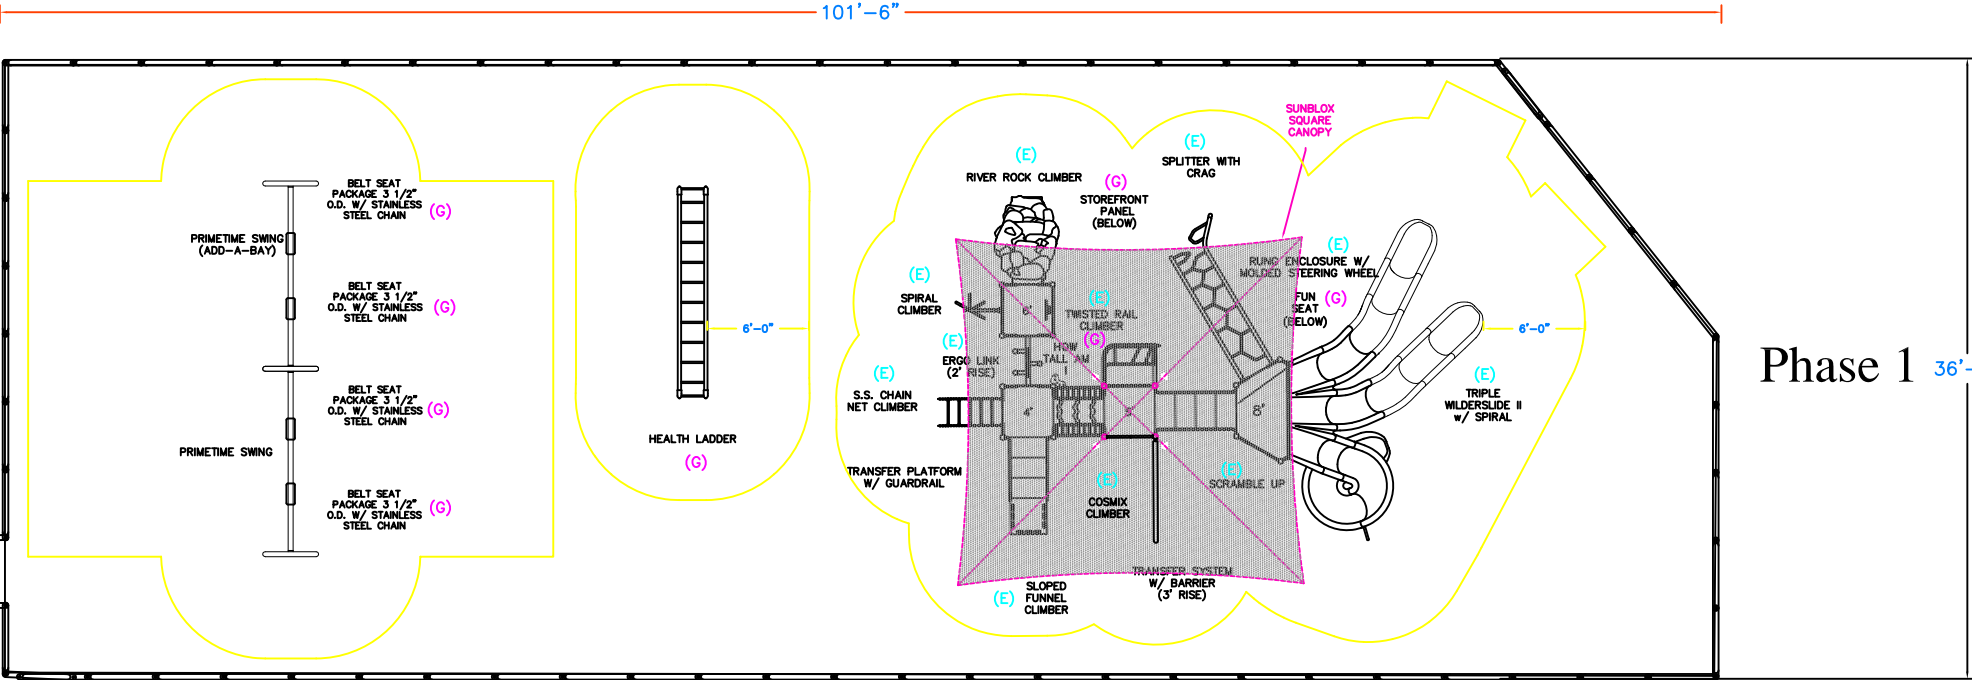 101'-6"
SUNBLOX
SQUARE
CANOPY
(E)
RIVER ROCK CLIMBER
(G)
STOREFRONT
PANEL
(BELOW)
(E)
SPLITTER WITH
CRAG
BELT SEAT
PACKAGE 3 1/2"
O.D. W/ STAINLESS
STEEL CHAIN
(G)
PRIMETIME SWING
(ADD-A-BAY)
BELT SEAT
PACKAGE 3 1/2"
O.D. W/ STAINLESS
STEEL CHAIN
(G)
BELT SEAT
PACKAGE 3 1/2"
O.D. W/ STAINLESS
STEEL CHAIN
(G)
PRIMETIME SWING
BELT SEAT
PACKAGE 3 1/2"
O.D. W/ STAINLESS
STEEL CHAIN
(G)
6'-0"
HEALTH LADDER
(G)
(E)
SPIRAL
CLIMBER
6'
(E)
TWISTED RAIL
CLIMBER
(E)
RUNG ENCLOSURE W/
MOLDED STEERING WHEEL
FUN
SEAT
(BELOW)
(G)
(E)
ERGO LINK
(2' RISE)
(G)
HOW
TALL AM
I
6'-0"
(E)
S.S. CHAIN
NET CLIMBER
4'
8'
(E)
TRIPLE
WILDERSLIDE II
w/ SPIRAL
TRANSFER PLATFORM
W/ GUARDRAIL
(E)
COSMIX
CLIMBER
(E)
SCRAMBLE UP
(E)
SLOPED
FUNNEL
CLIMBER
TRANSFER SYSTEM
W/ BARRIER
(3' RISE)
Phase 1
36'-